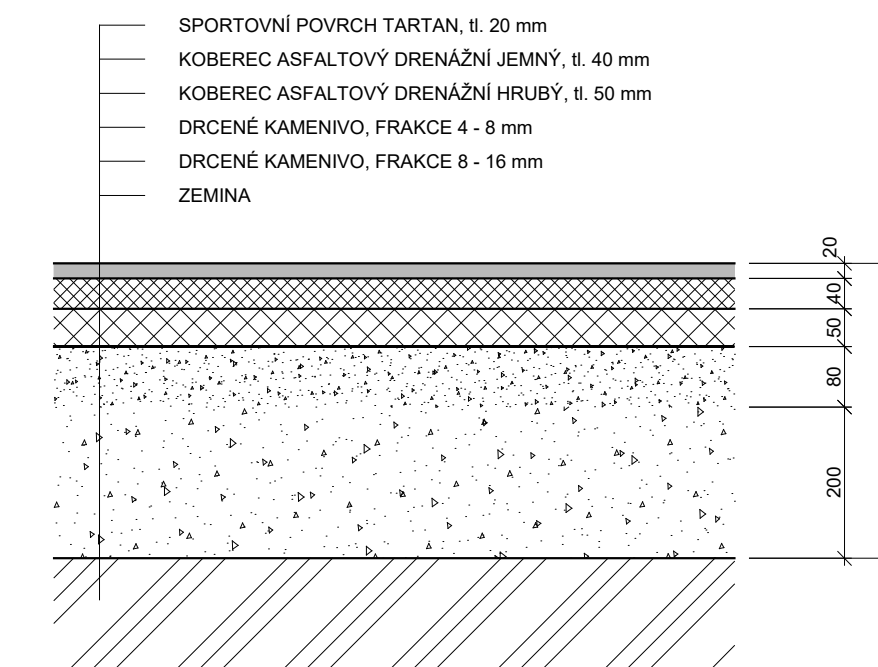 SPORTOVNÍ POVRCH TARTAN, tl. 20 mm
KOBEREC ASFALTOVÝ DRENÁŽNÍ JEMNÝ, tl. 40 mm
KOBEREC ASFALTOVÝ DRENÁŽNÍ HRUBÝ, tl. 50 mm
DRCENÉ KAMENIVO, FRAKCE 4 - 8 mm
DRCENÉ KAMENIVO, FRAKCE 8 - 16 mm
ZEMINA
20
40
50
80
200